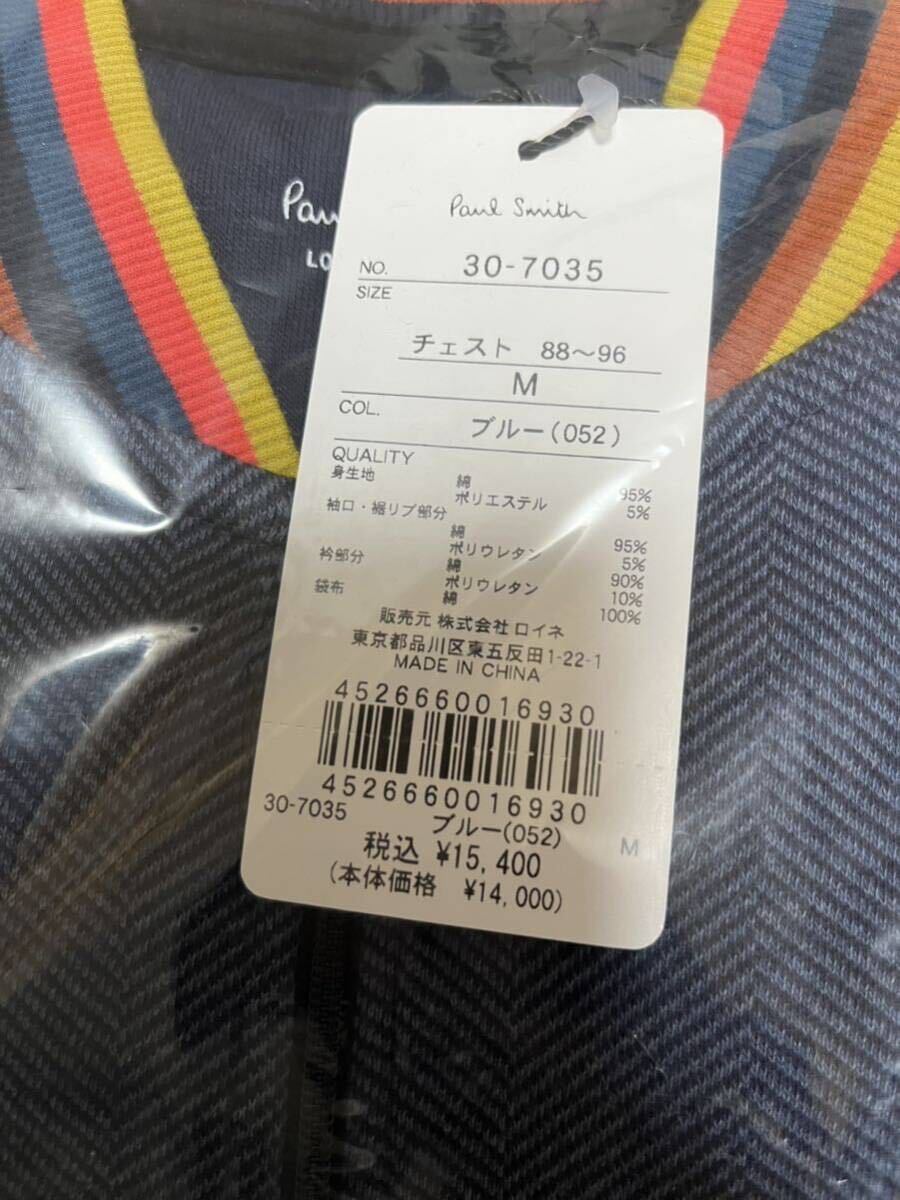 Pau
LO
Paul Smith
NO. 30-7035
SIZE
チェスト 88～96
M
COL.
ブルー(052)
QUALITY
身生地 綿 95%
ポリエステル 5%
袖口・裾リブ部分
綿 95%
ポリウレタン 5%
衿部分 綿 90%
ポリウレタン 10%
袋布 綿 100%
販売元 株式会社 ロイネ
東京都品川区東五反田1-22-1
MADE IN CHINA
4526660016930
4526660016930
30-7035 ブルー(052) M
税込 ¥15,400
(本体価格 ¥14,000)